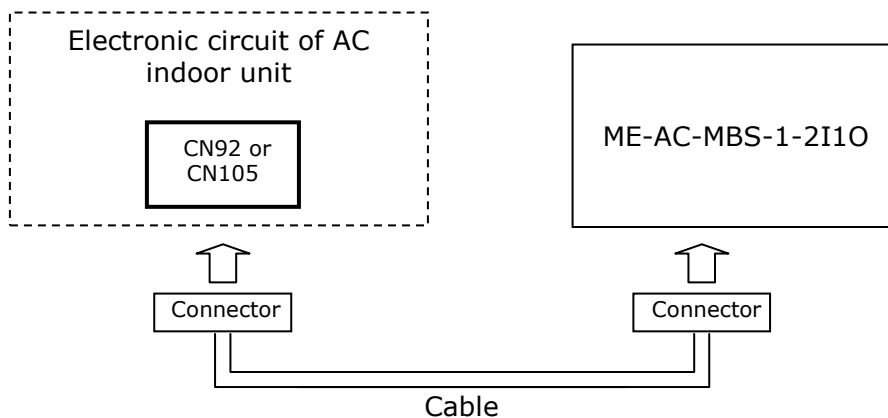 Electronic circuit of AC
indoor unit
CN92 or
CN105
ME-AC-MBS-1-2I1O
Connector
Connector
Cable